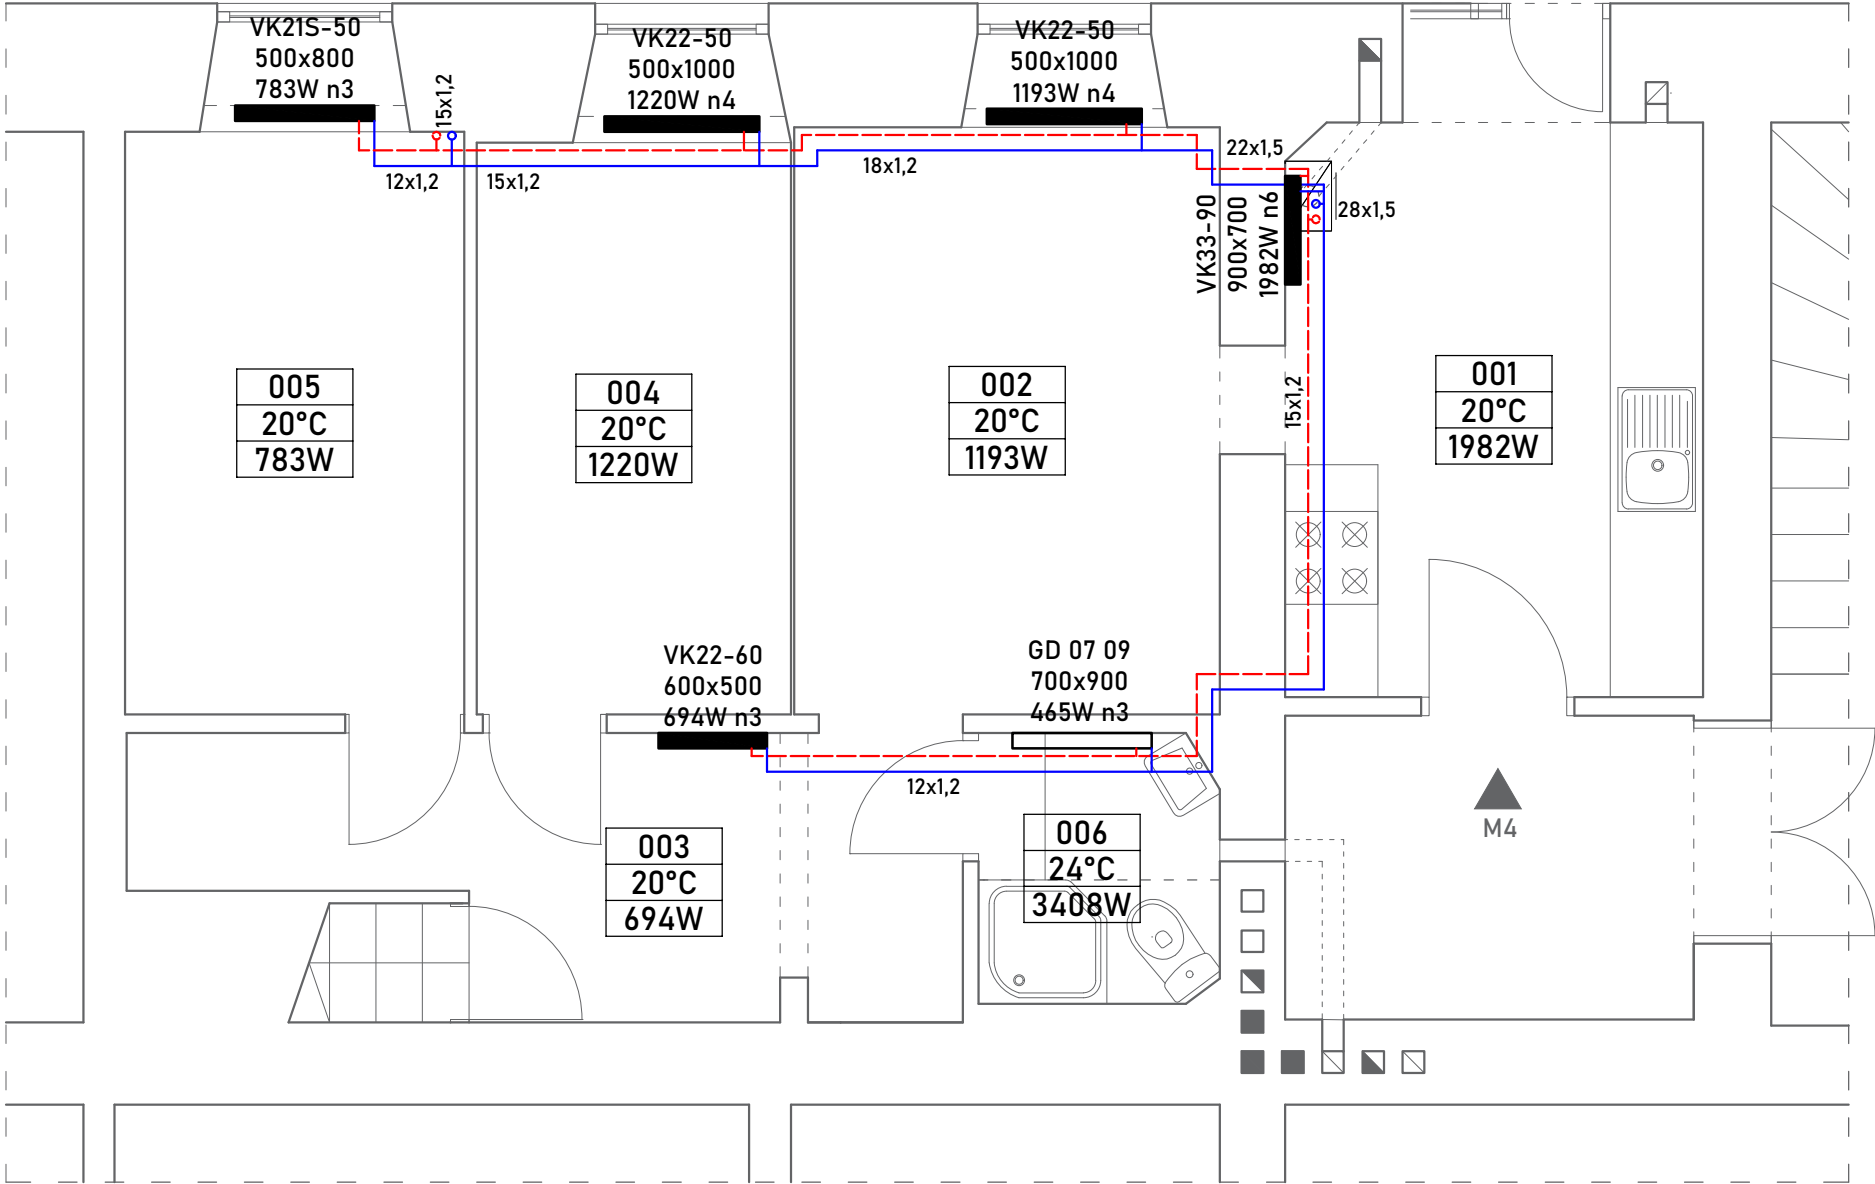 VK21S-50
500x800
783W n3
15x1,2
VK22-50
500x1000
1220W n4
VK22-50
500x1000
1193W n4
12x1,2
15x1,2
18x1,2
22x1,5
28x1,5
VK33-90
900x700
1982W n6
15x1,2
005
20°C
783W
004
20°C
1220W
002
20°C
1193W
001
20°C
1982W
VK22-60
600x500
694W n3
GD 07 09
700x900
465W n3
12x1,2
003
20°C
694W
006
24°C
3408W
M4